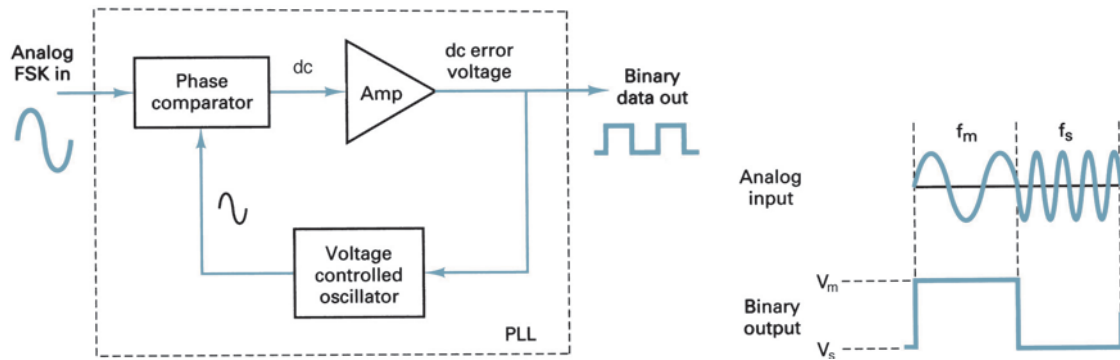 Analog
FSK in
Phase
comparator
dc
Amp
dc error
voltage
Binary
data out
Voltage
controlled
oscillator
PLL
fm
fs
Analog
input
Vm
Binary
output
Vs